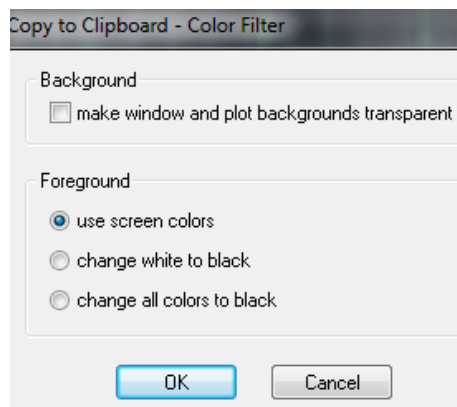 Copy to Clipboard - Color Filter
Background
make window and plot backgrounds transparent
Foreground
use screen colors
change white to black
change all colors to black
OK Cancel